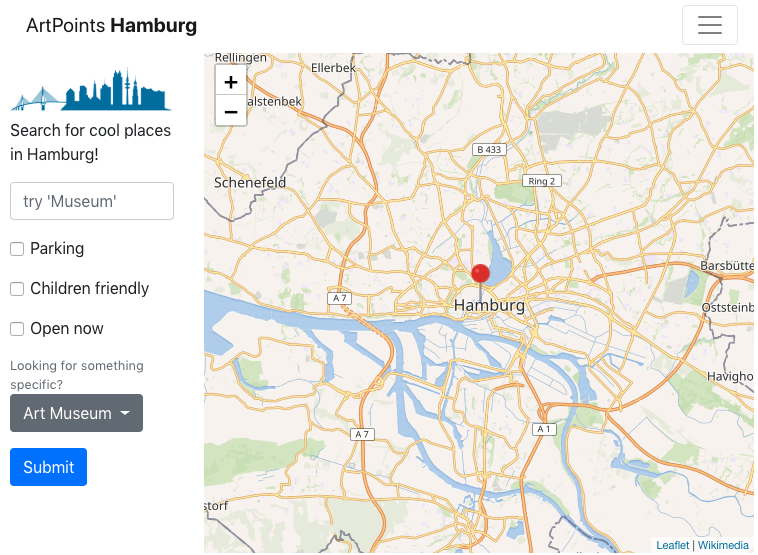 ArtPoints Hamburg
Search for cool places
in Hamburg!
try 'Museum'
Parking
Children friendly
Open now
Looking for something
specific?
Art Museum
Submit
+
−
Rellingen
Ellerbek
alstenbek
B 433
Schenefeld
Ring 2
Barsbütte
A 7
Hamburg
Oststeinb
Havigho
A 7
A 1
storf
Leaflet | Wikimedia